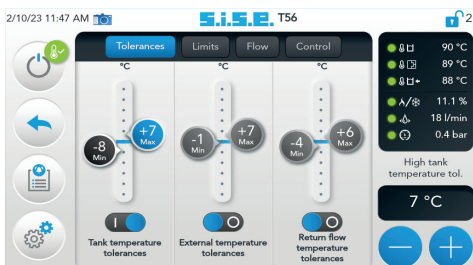 2/10/23 11:47 AM
S.i.S.E. T56
2
Tolerances
Limits
Flow
Control
°C
°C
°C
-8
Min
+7
Max
-1
Min
+7
Max
-4
Min
+6
Max
Tank temperature
tolerances
External temperature
tolerances
Return flow
temperature
tolerances
90 °C
89 °C
88 °C
11.1 %
18 l/min
0.4 bar
High tank
temperature tol.
7 °C